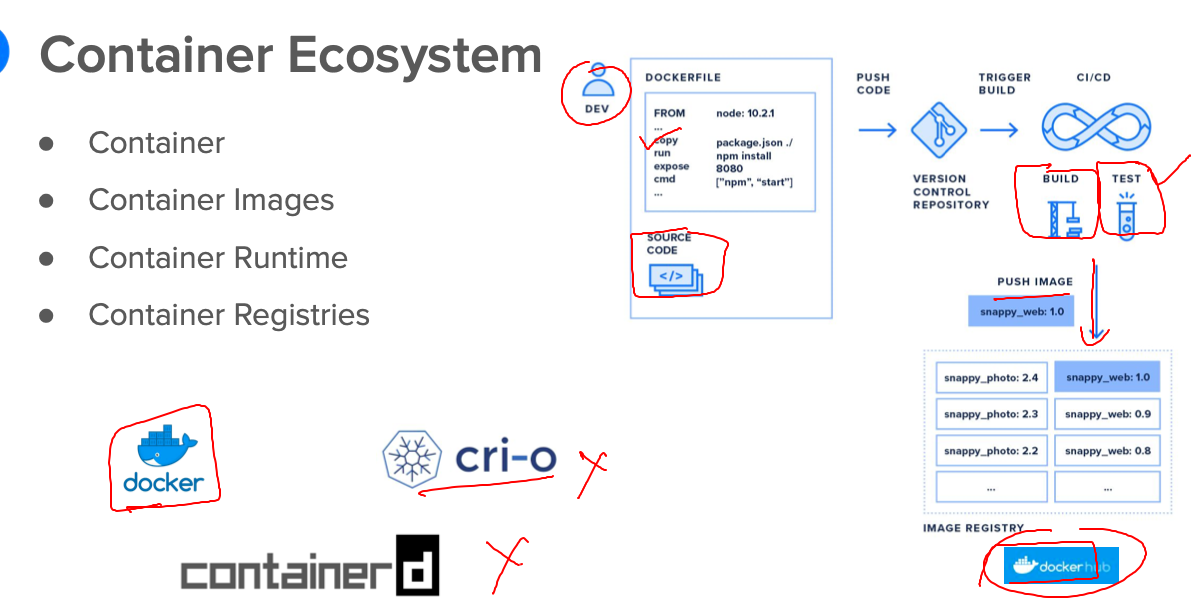 Container Ecosystem
● Container
● Container Images
● Container Runtime
● Container Registries
docker
cri-o
containerd
DEV
DOCKERFILE
FROM node: 10.2.1
...
copy package.json ./
run npm install
expose 8080
cmd ["npm", “start”]
...
SOURCE
CODE
</>
PUSH
CODE
VERSION
CONTROL
REPOSITORY
TRIGGER
BUILD
CI/CD
BUILD
TEST
PUSH IMAGE
snappy_web: 1.0
snappy_photo: 2.4 snappy_web: 1.0
snappy_photo: 2.3 snappy_web: 0.9
snappy_photo: 2.2 snappy_web: 0.8
... ...
IMAGE REGISTRY
dockerhub